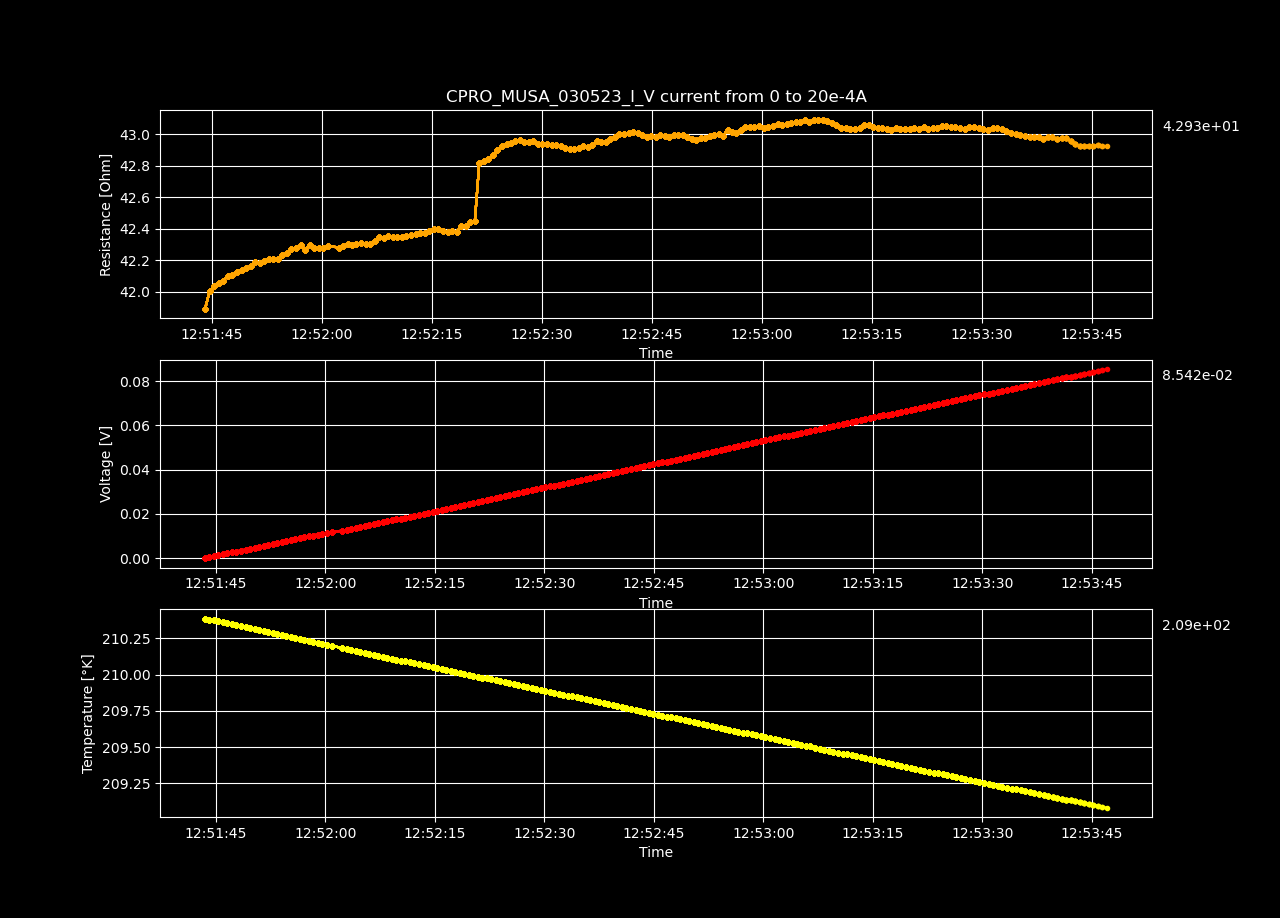 CPRO_MUSA_030523_I_V current from 0 to 20e-4A
4.293e+01
Resistance [Ohm]
43.0
42.8
42.6
42.4
42.2
42.0
12:51:45 12:52:00 12:52:15 12:52:30 12:52:45 12:53:00 12:53:15 12:53:30 12:53:45
Time
8.542e-02
Voltage [V]
0.08
0.06
0.04
0.02
0.00
12:51:45 12:52:00 12:52:15 12:52:30 12:52:45 12:53:00 12:53:15 12:53:30 12:53:45
Time
2.09e+02
Temperature [°K]
210.25
210.00
209.75
209.50
209.25
12:51:45 12:52:00 12:52:15 12:52:30 12:52:45 12:53:00 12:53:15 12:53:30 12:53:45
Time